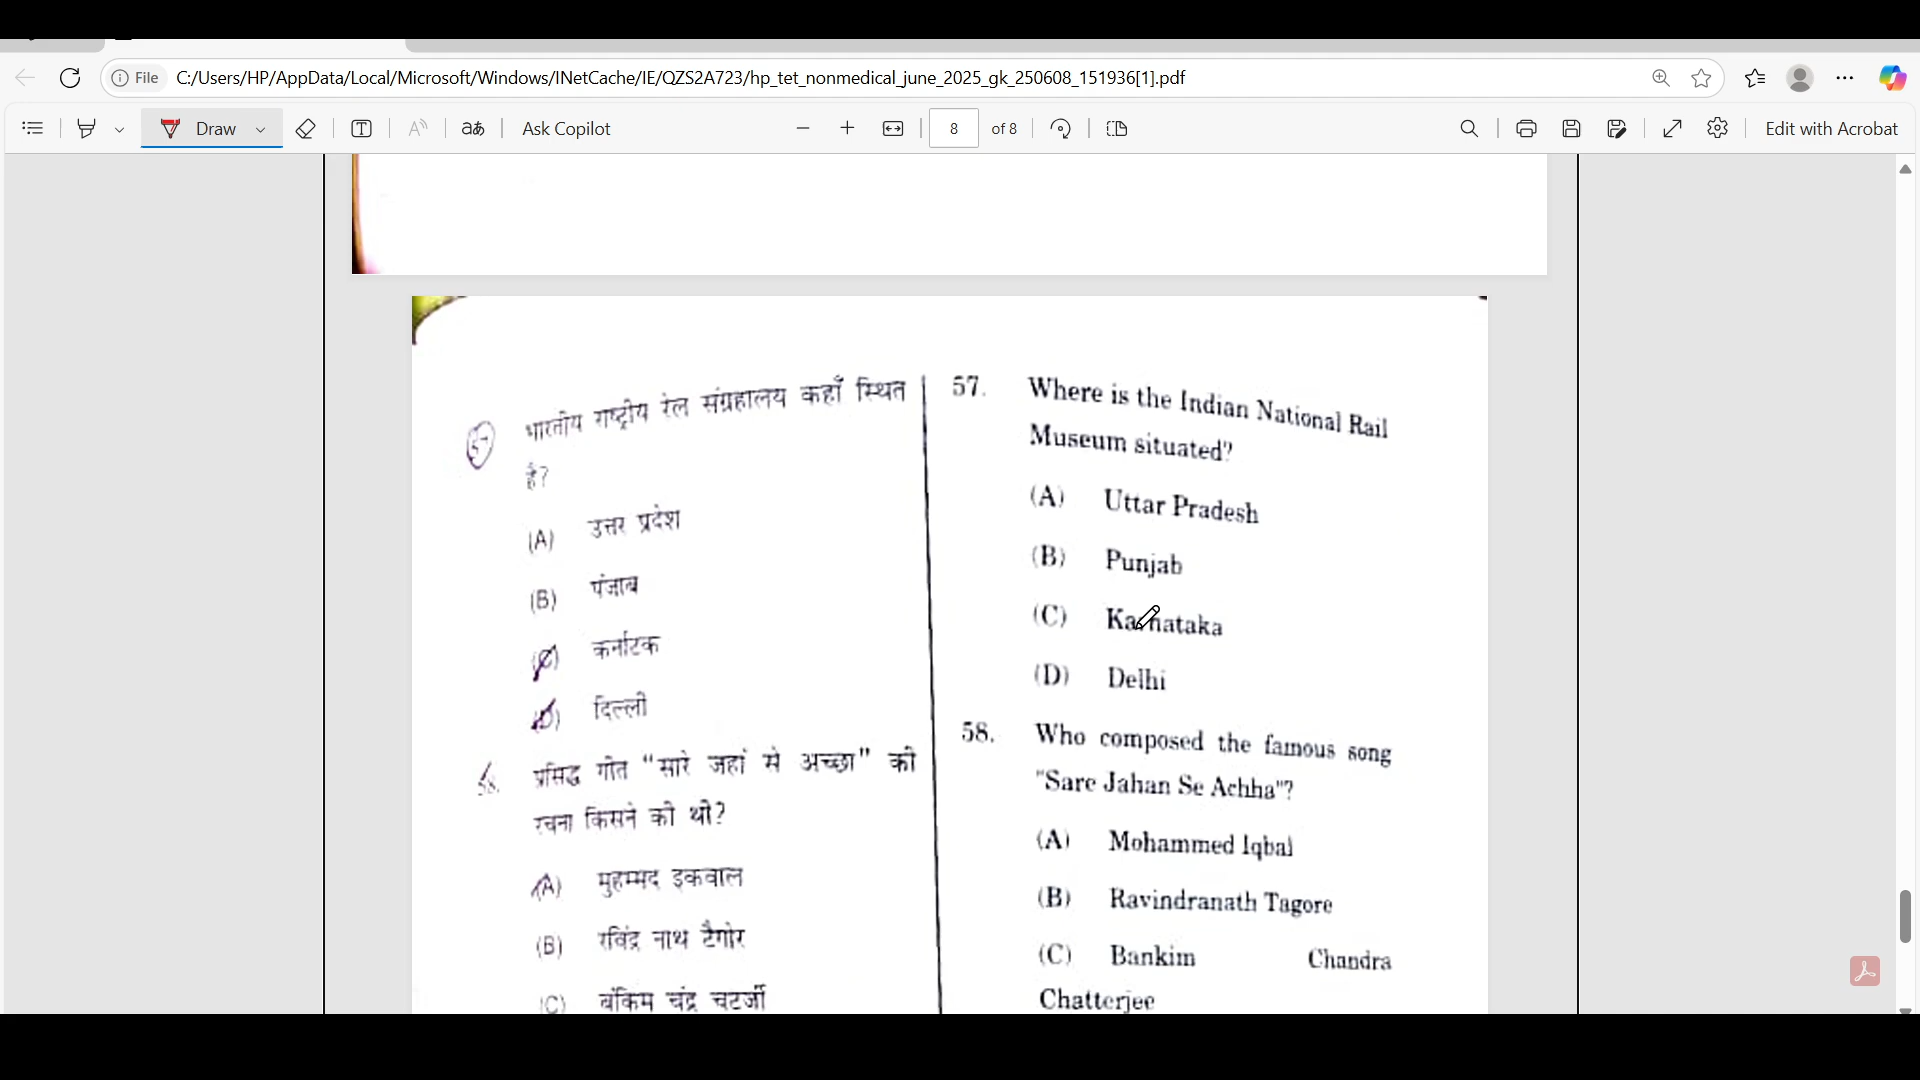 File
C:/Users/HP/AppData/Local/Microsoft/Windows/INetCache/IE/QZS2A723/hp_tet_nonmedical_june_2025_gk_250608_151936[1].pdf
Draw
Ask Copilot
8 of 8
Edit with Acrobat
57
भारतीय राष्ट्रीय रेल संग्रहालय कहाँ स्थित
है?
(A) उत्तर प्रदेश
(B) पंजाब
(C) कर्नाटक
(D) दिल्ली
58. प्रसिद्ध गीत "सारे जहां से अच्छा" की
रचना किसने की थी?
(A) मुहम्मद इकवाल
(B) रविंद्र नाथ टैगोर
(C) बंकिम चंद्र चटर्जी
57. Where is the Indian National Rail
Museum situated?
(A) Uttar Pradesh
(B) Punjab
(C) Karnataka
(D) Delhi
58. Who composed the famous song
"Sare Jahan Se Achha"?
(A) Mohammed Iqbal
(B) Ravindranath Tagore
(C) Bankim Chandra
Chatterjee